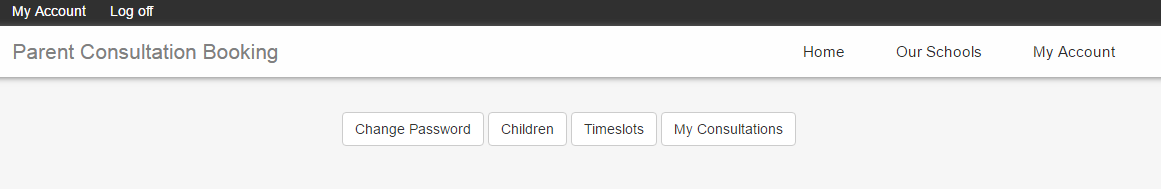 My Account Log off
Parent Consultation Booking Home Our Schools My Account
Change Password Children Timeslots My Consultations